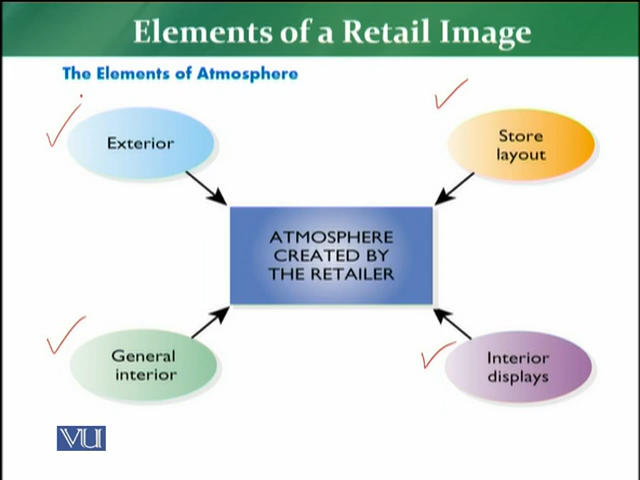 Elements of a Retail Image
The Elements of Atmosphere
Exterior
Store
layout
ATMOSPHERE
CREATED BY
THE RETAILER
General
interior
Interior
displays
VU